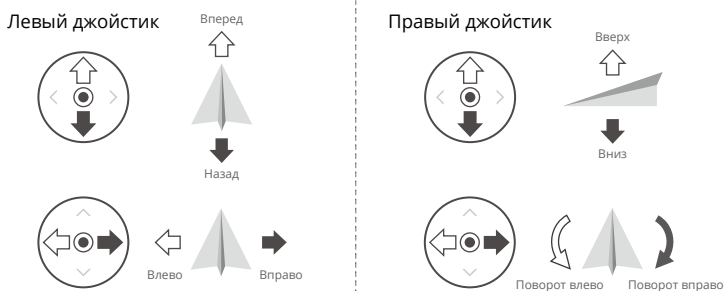 Левый джойстик
Вперед
Назад
Влево
Вправо
Правый джойстик
Вверх
Вниз
Поворот влево
Поворот вправо